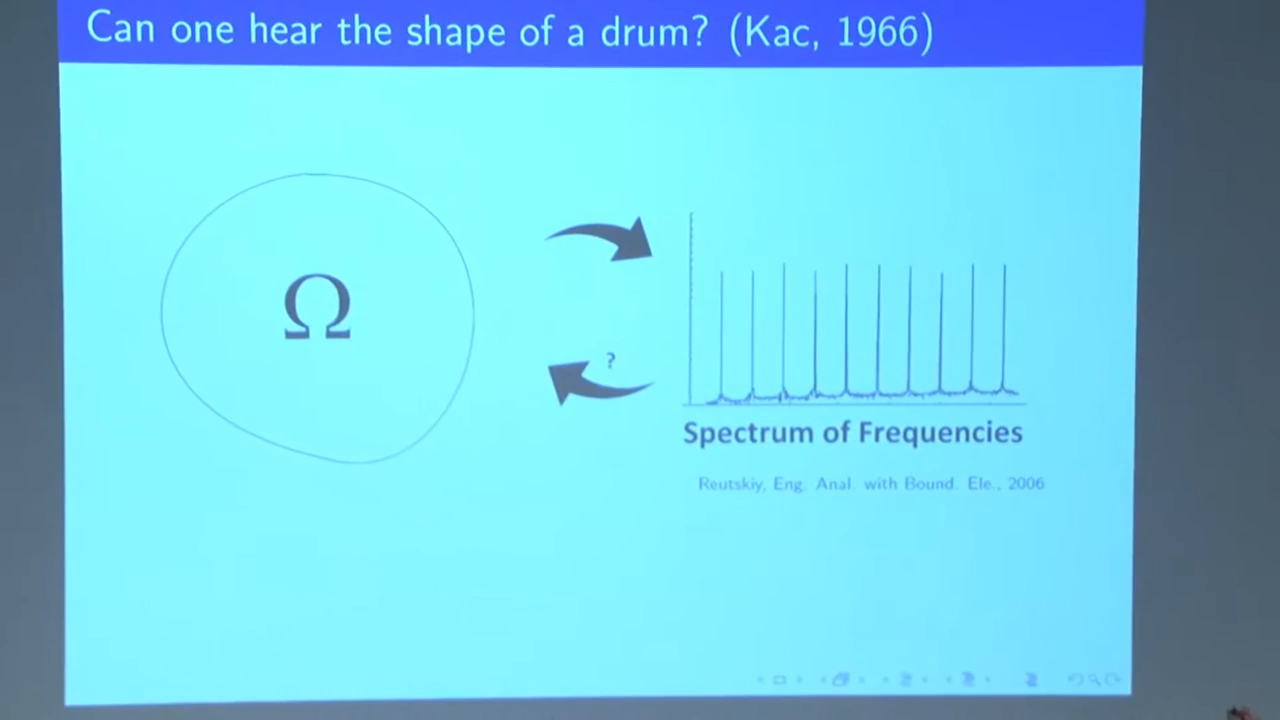 Can one hear the shape of a drum? (Kac, 1966)
Ω
?
Spectrum of Frequencies
Reutskiy, Eng. Anal. with Bound. Ele., 2006